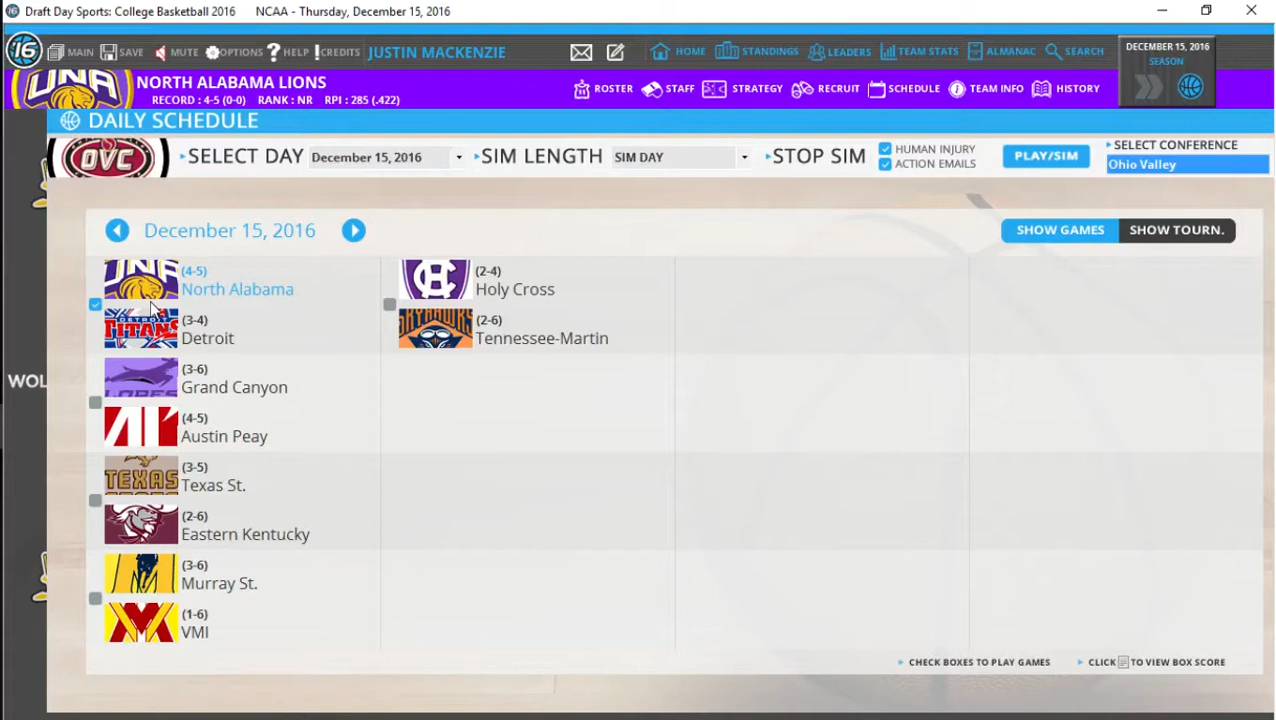 Draft Day Sports: College Basketball 2016 NCAA - Thursday, December 15, 2016
16 MAIN SAVE MUTE OPTIONS HELP CREDITS JUSTIN MACKENZIE HOME STANDINGS LEADERS TEAM STATS ALMANAC SEARCH
DECEMBER 15, 2016
SEASON
UNA
NORTH ALABAMA LIONS
RECORD : 4-5 (0-0) RANK : NR RPI : 285 (.422)
ROSTER STAFF STRATEGY RECRUIT SCHEDULE TEAM INFO HISTORY
DAILY SCHEDULE
OVC
SELECT DAY December 15, 2016 SIM LENGTH SIM DAY STOP SIM
HUMAN INJURY
ACTION EMAILS
PLAY/SIM
SELECT CONFERENCE
Ohio Valley
December 15, 2016
SHOW GAMES SHOW TOURN.
UNA
(4-5)
North Alabama
DETROIT
TITANS
(3-4)
Detroit
LOPES
(3-6)
Grand Canyon
(4-5)
Austin Peay
TEXAS
(3-5)
Texas St.
(2-6)
Eastern Kentucky
(3-6)
Murray St.
(1-6)
VMI
(2-4)
Holy Cross
SKYHAWKS
(2-6)
Tennessee-Martin
WOL
CHECK BOXES TO PLAY GAMES CLICK TO VIEW BOX SCORE